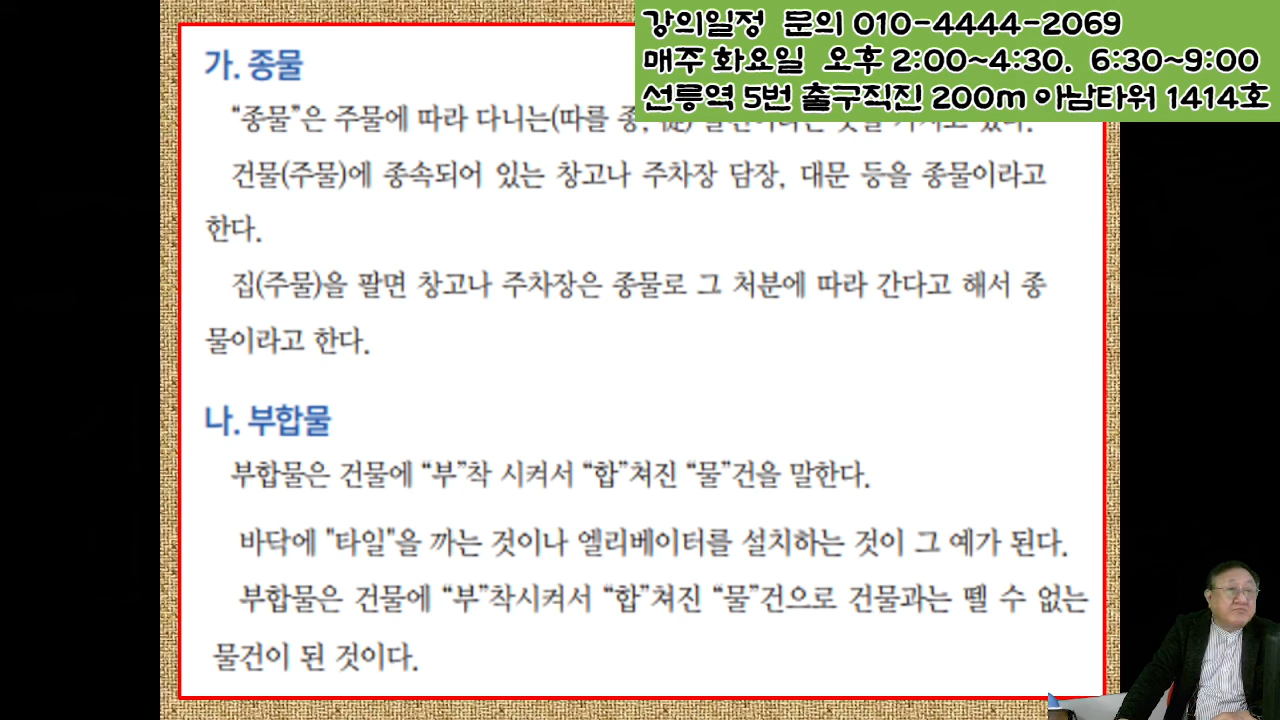 강의일정 문의 010-4444-2069
매주 화요일 오후 2:00~4:30. 6:30~9:00
선릉역 5번 출구직진 200m 아남타워 1414호
가. 종물
“종물”은 주물에 따라 다니는(따를 종,
건물(주물)에 종속되어 있는 창고나 주차장 담장, 대문 등을 종물이라고
한다.
집(주물)을 팔면 창고나 주차장은 종물로 그 처분에 따라 간다고 해서 종
물이라고 한다.
나. 부합물
부합물은 건물에 “부”착 시켜서 “합”쳐진 “물”건을 말한다.
바닥에 "타일"을 까는 것이나 엘리베이터를 설치하는 것이 그 예가 된다.
부합물은 건물에 “부”착시켜서 “합”쳐진 “물”건으로 건물과는 뗄 수 없는
물건이 된 것이다.